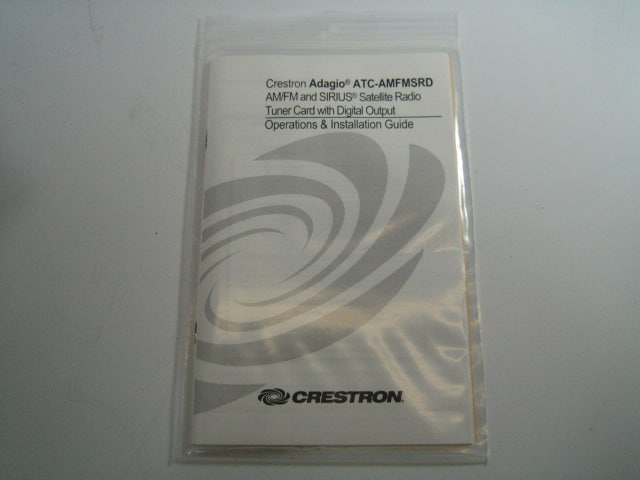 Crestron Adagio® ATC-AMFMSRD
AM/FM and SIRIUS® Satellite Radio
Tuner Card with Digital Output
Operations & Installation Guide
CRESTRON®